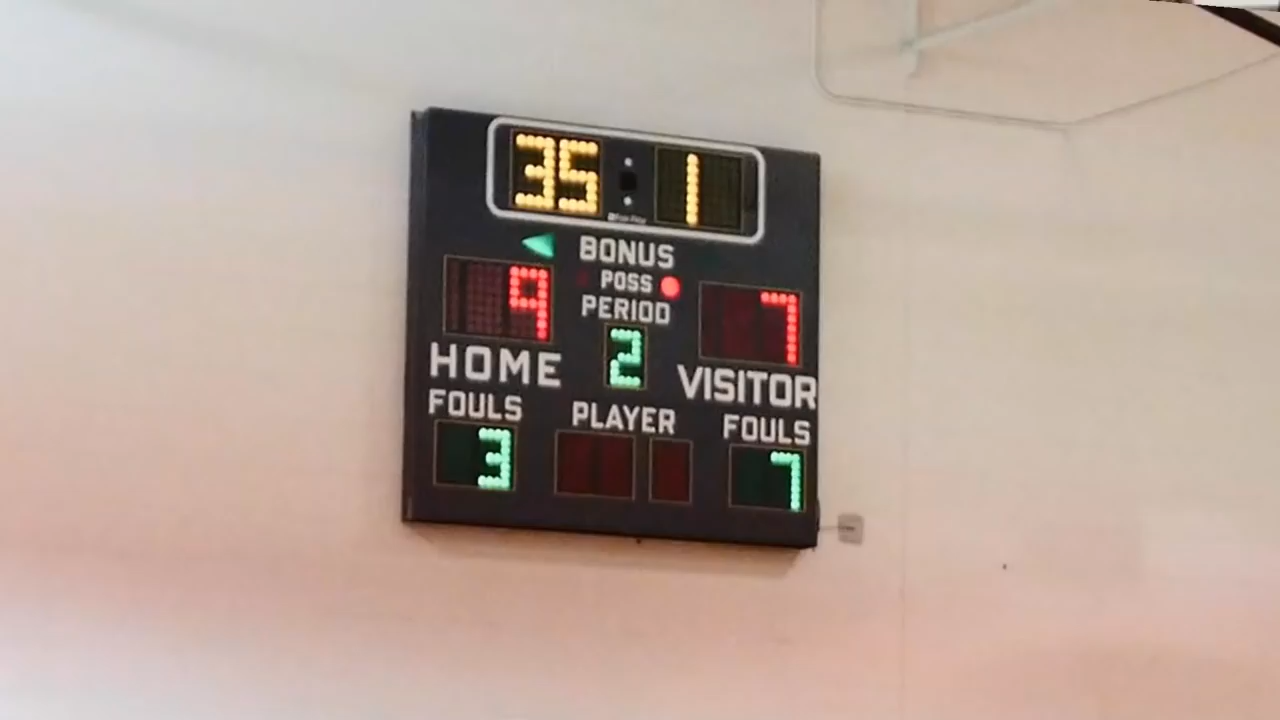 35 1
BONUS
POSS
9 PERIOD 7
2
HOME VISITOR
FOULS PLAYER FOULS
3 7